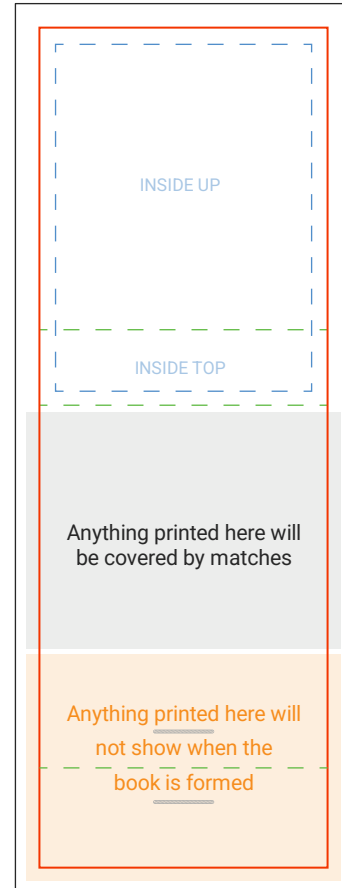 INSIDE UP
INSIDE TOP
Anything printed here will
be covered by matches
Anything printed here will
not show when the
book is formed